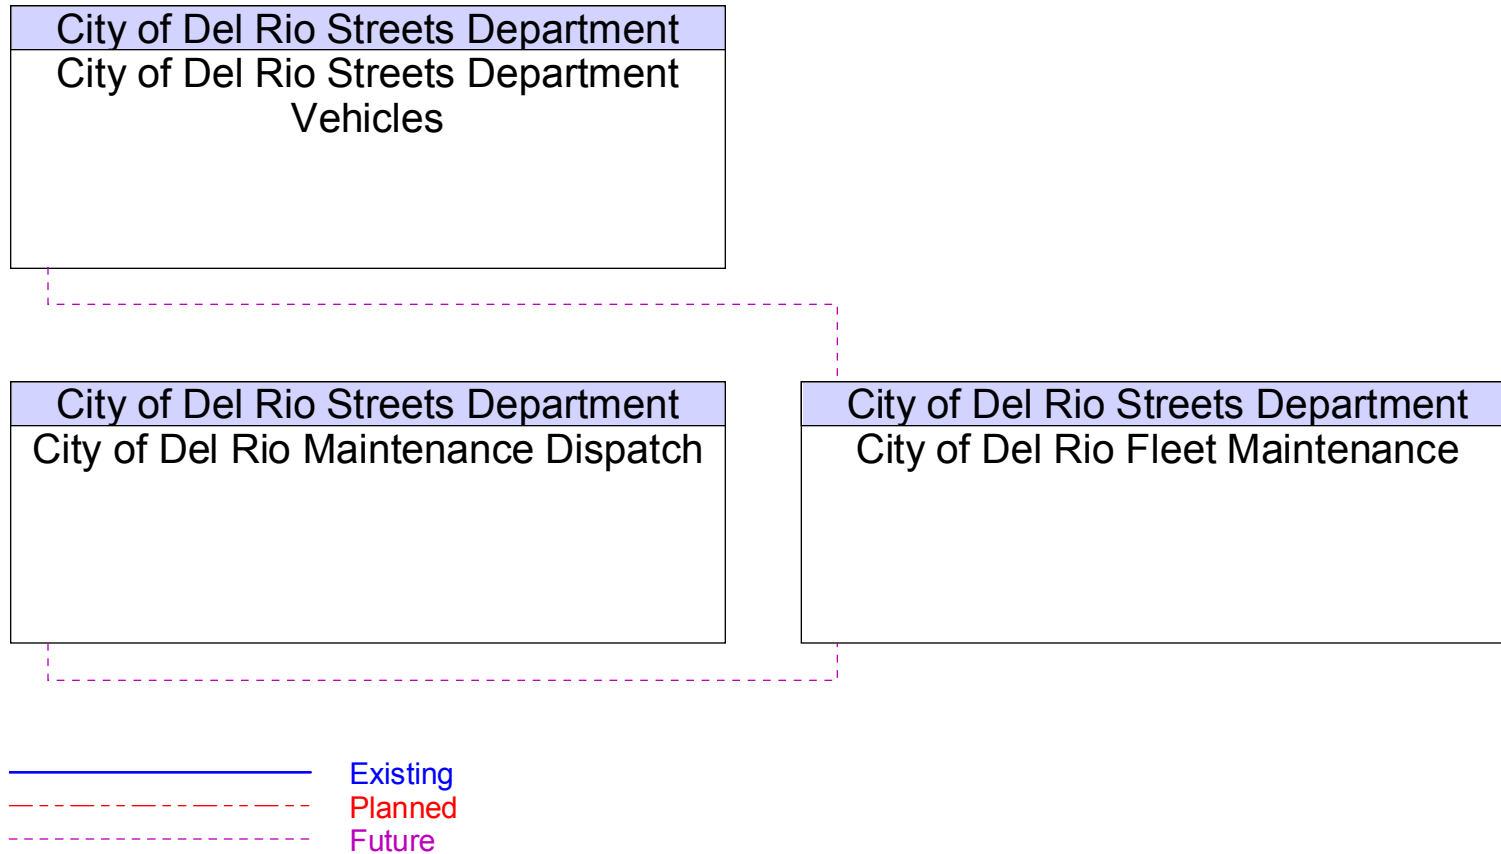 City of Del Rio Streets Department
City of Del Rio Streets Department
Vehicles
City of Del Rio Streets Department
City of Del Rio Maintenance Dispatch
City of Del Rio Streets Department
City of Del Rio Fleet Maintenance
Existing
Planned
Future